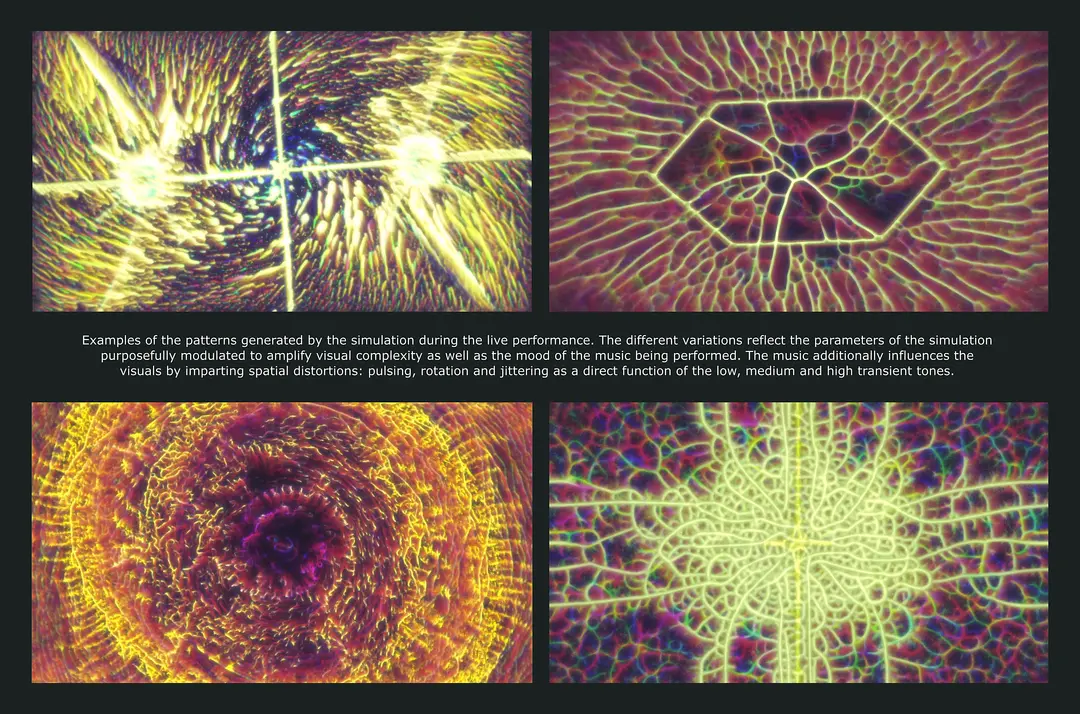 Examples of the patterns generated by the simulation during the live performance. The different variations reflect the parameters of the simulation
purposefully modulated to amplify visual complexity as well as the mood of the music being performed. The music additionally influences the
visuals by imparting spatial distortions: pulsing, rotation and jittering as a direct function of the low, medium and high transient tones.